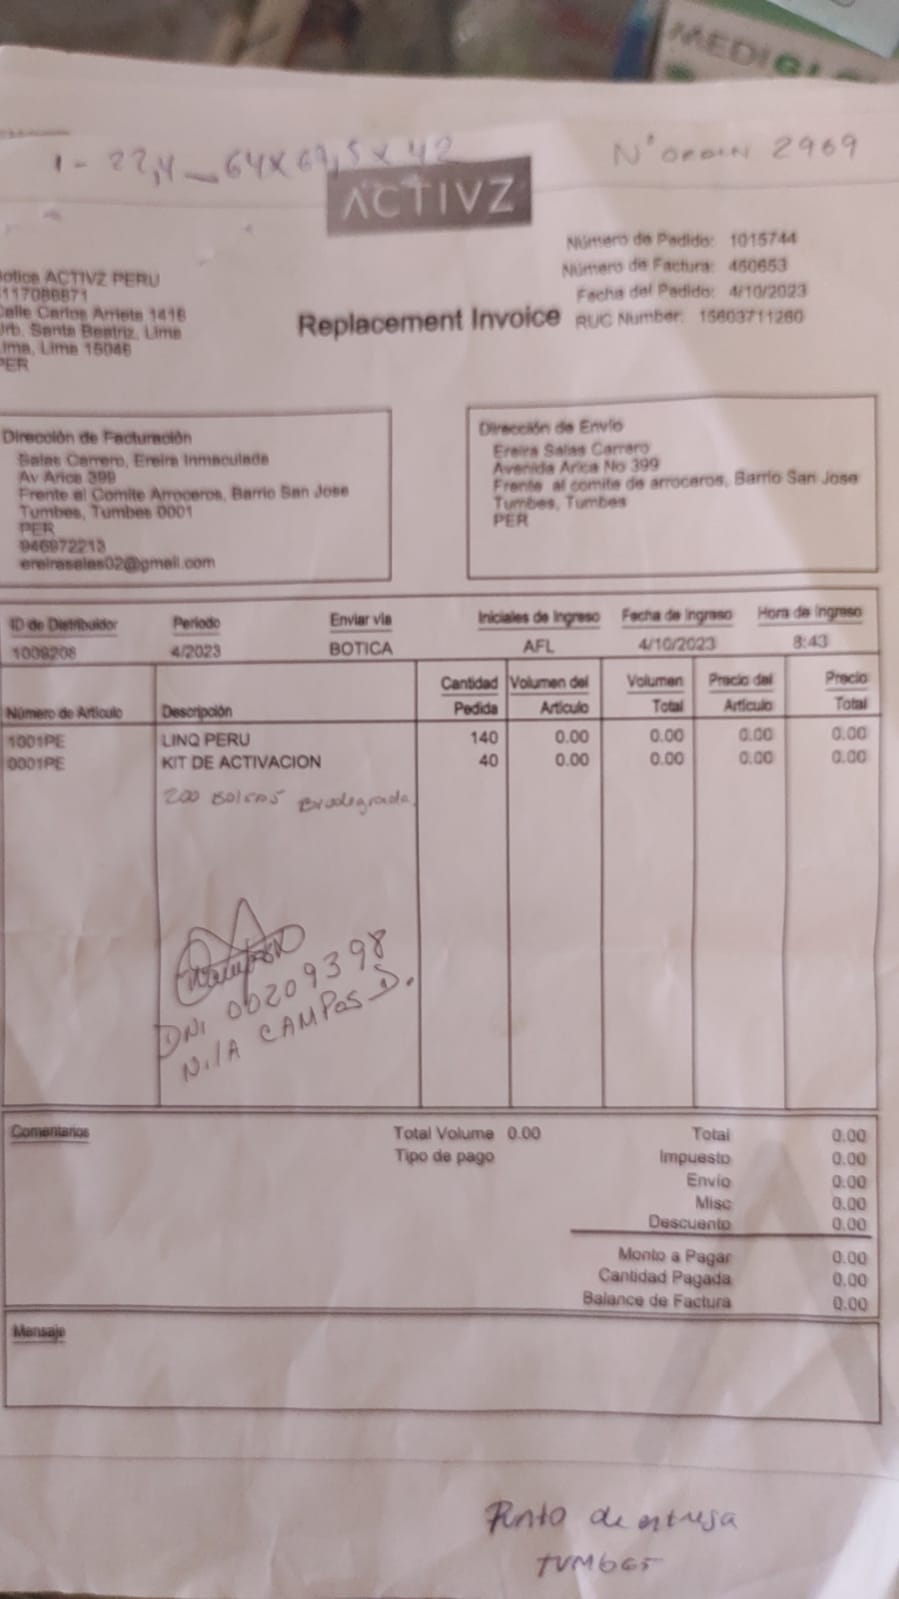 MEDIGL
1 - 22,4 _ 64X67,5 X 42
N° orden 2969
ACTIVZ
Número de Pedido: 1015744
Número de Factura: 450653
Fecha del Pedido: 4/10/2023
RUC Number: 15603711260
otica ACTIVZ PERU
117086671
Calle Carlos Arrieta 1416
Urb. Santa Beatriz, Lima
Lima, Lima 15046
PER
Replacement Invoice
Dirección de Facturación
Salas Carrero, Ereira Inmaculada
Av Arica 399
Frente al Comite Arroceros, Barrio San Jose
Tumbes, Tumbes 0001
PER
946972213
ereirasalas02@gmail.com
Dirección de Envío
Ereira Salas Carrero
Avenida Arica No 399
Frente al comite de arroceros, Barrio San Jose
Tumbes, Tumbes
PER
ID de Distribuidor Periodo Enviar vía Iniciales de Ingreso Fecha de Ingreso Hora de Ingreso
1009208 4/2023 BOTICA AFL 4/10/2023 8:43
Número de Artículo Descripción Cantidad Pedida Volumen del Artículo Volumen Total Precio del Artículo Precio Total
1001PE LINQ PERU 140 0.00 0.00 0.00 0.00
0001PE KIT DE ACTIVACION 40 0.00 0.00 0.00 0.00
200 Bolsas Biodegrada.
DNI 00209398
N./A CAMPOS D.
Comentarios
Total Volume 0.00
Tipo de pago
Total 0.00
Impuesto 0.00
Envío 0.00
Misc 0.00
Descuento 0.00
Monto a Pagar 0.00
Cantidad Pagada 0.00
Balance de Factura 0.00
Mensaje
Punto de entrega
Tumbes